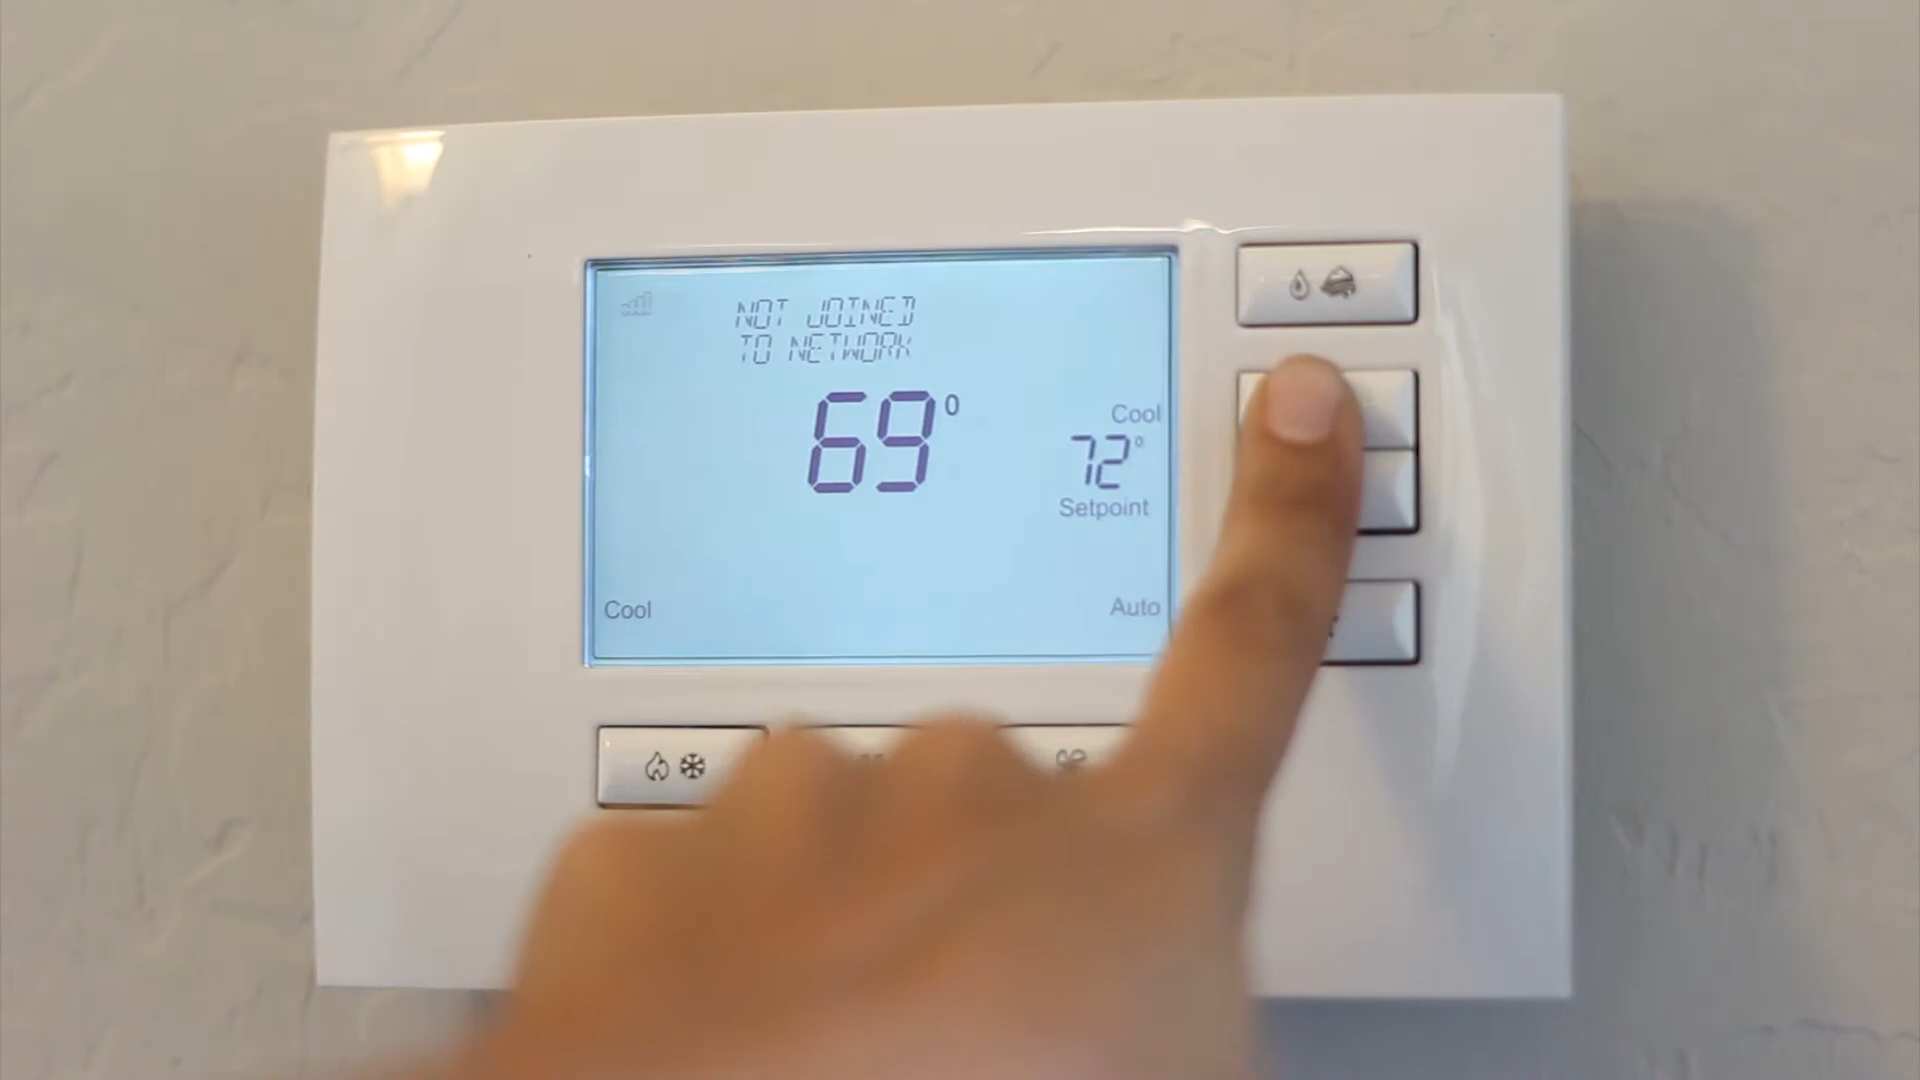 NOT JOINED
TO NETWORK
69°
Cool
72°
Setpoint
Cool
Auto